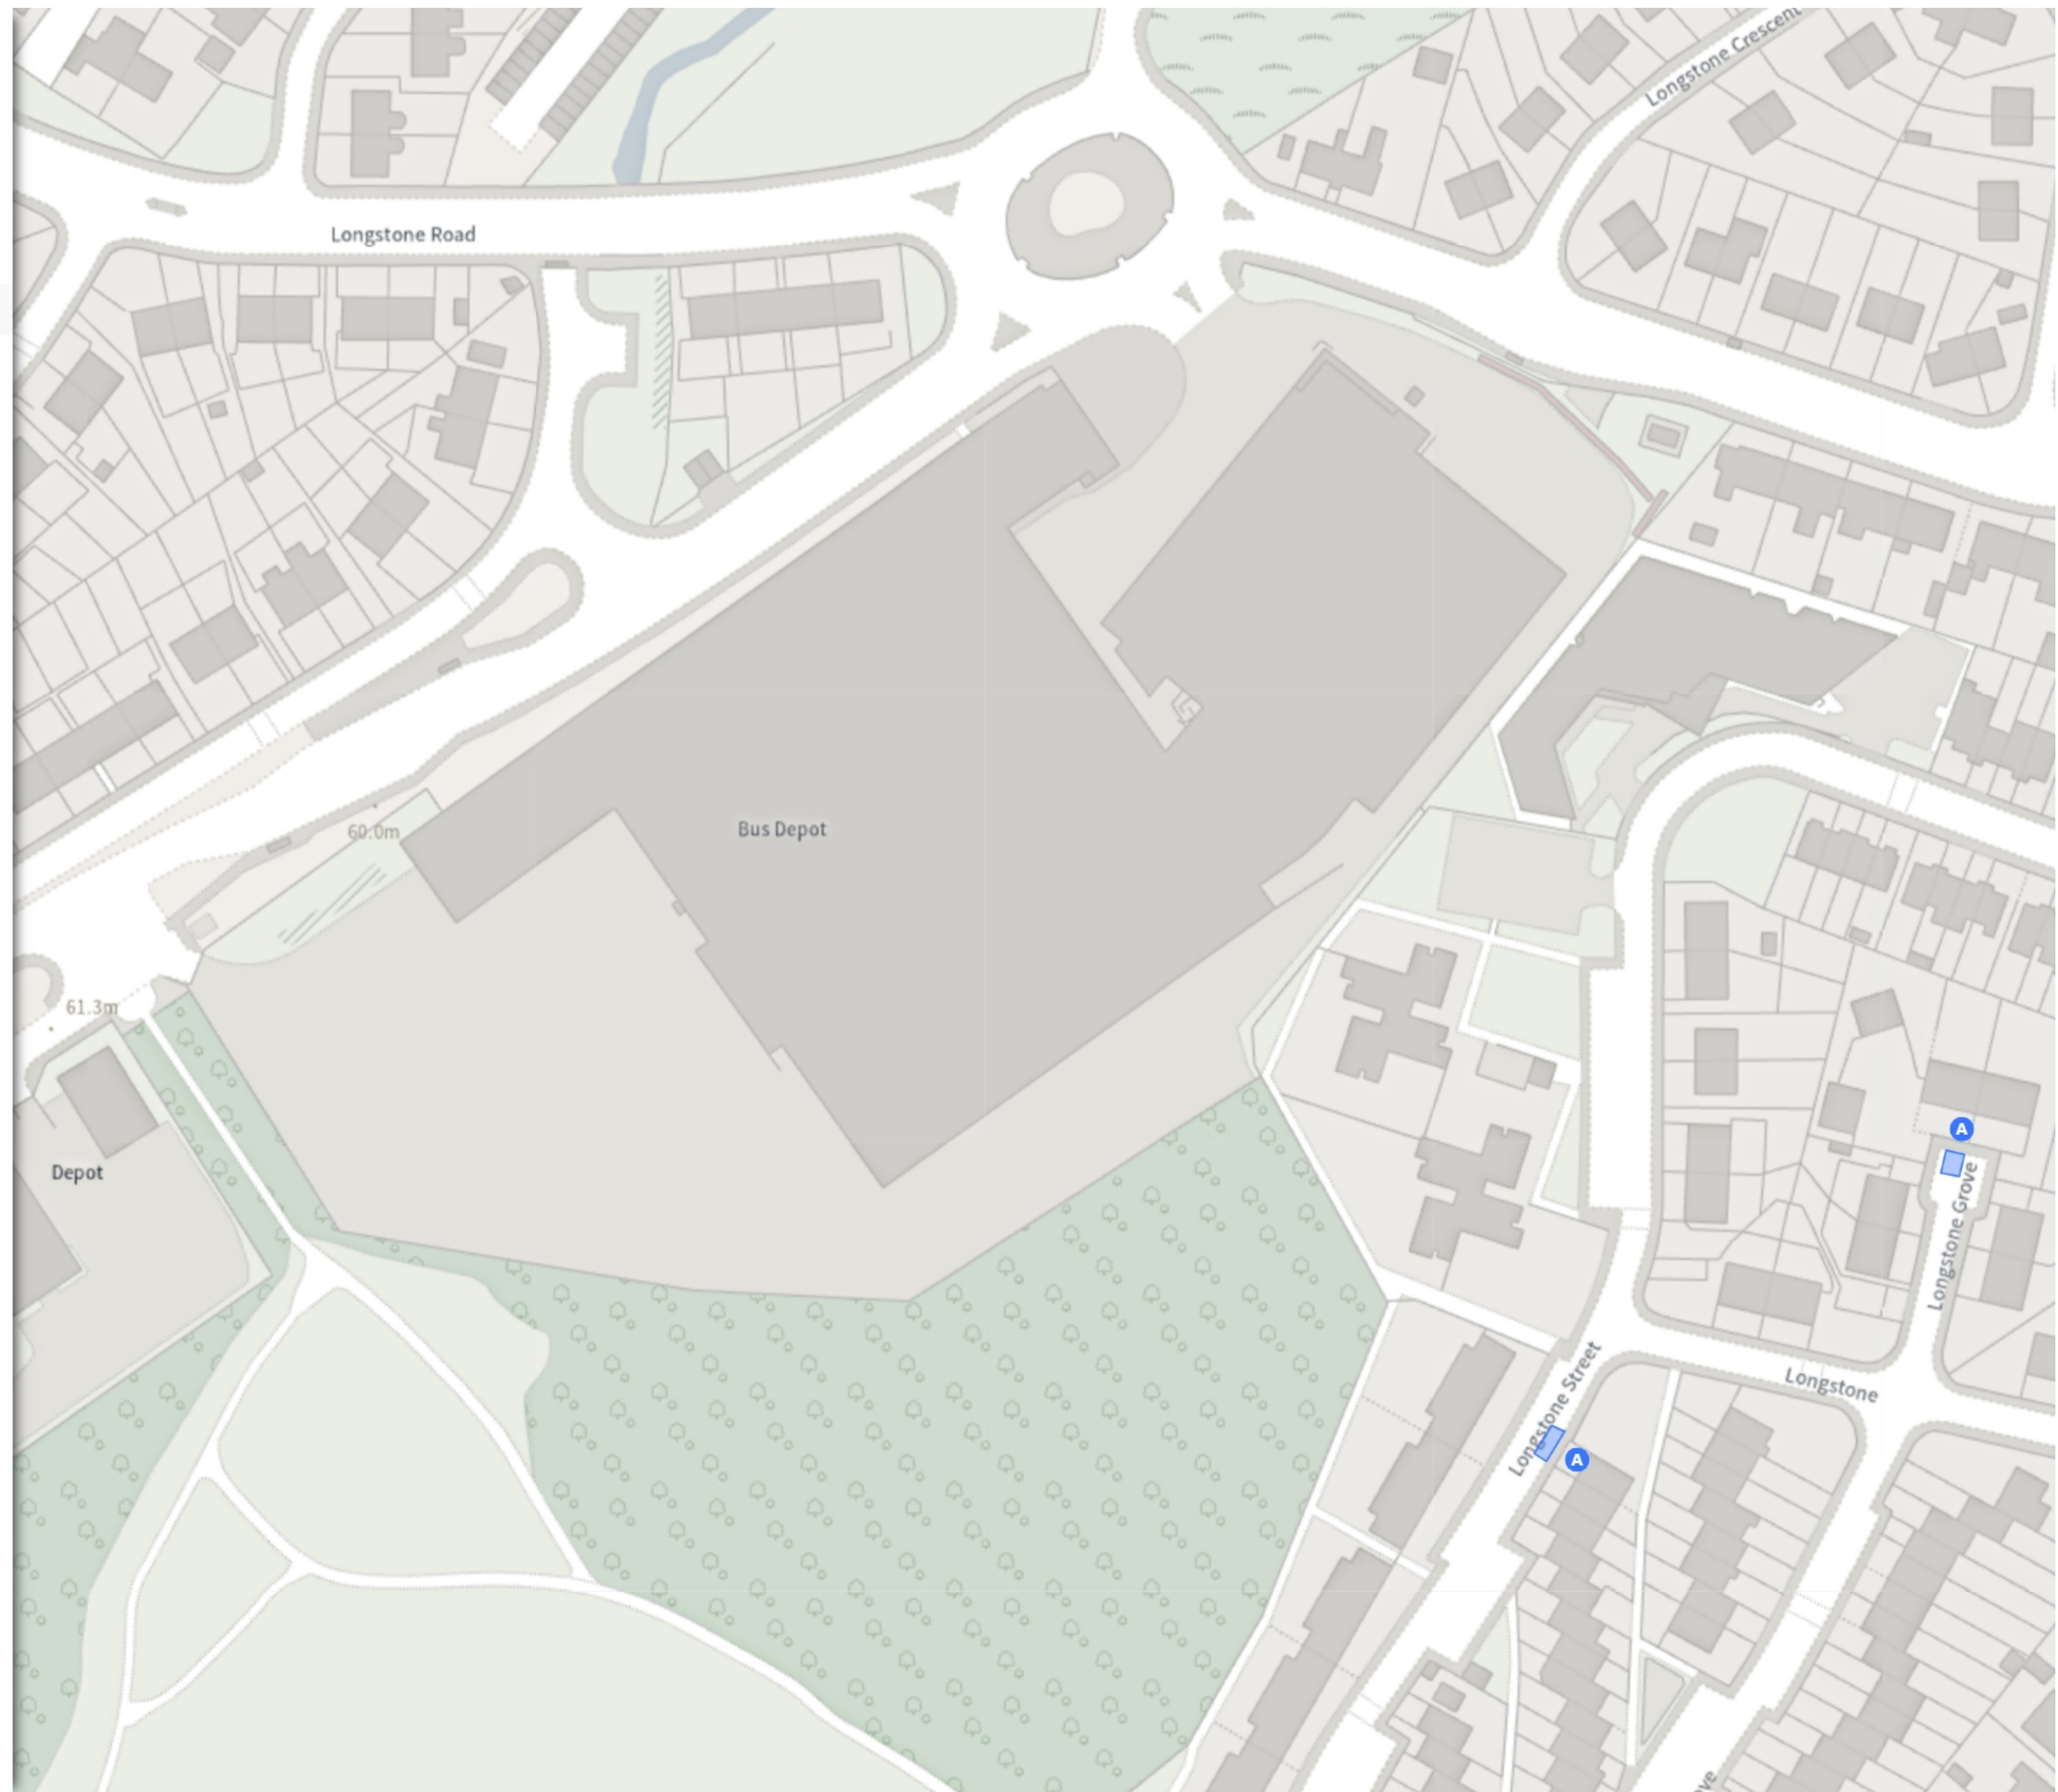 Longstone Crescent
Longstone Road
Bus Depot
60.0m
61.3m
Depot
A
Longstone Grove
Longstone Street
Longstone
A